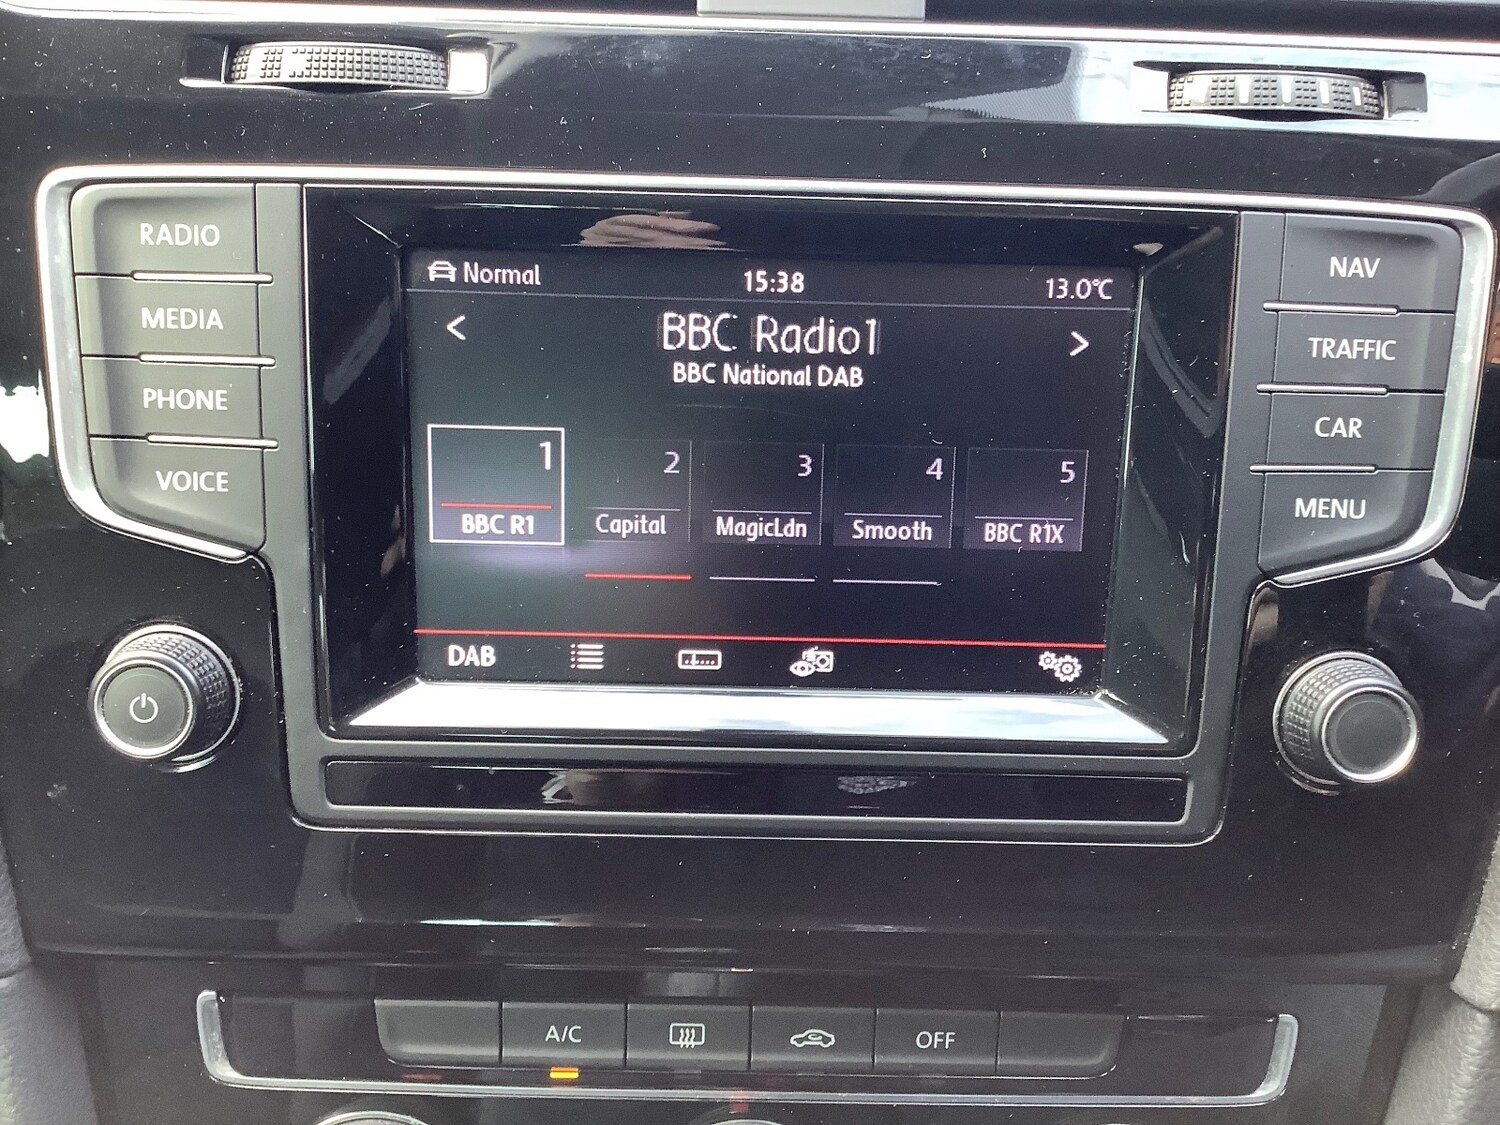 RADIO
MEDIA
PHONE
VOICE
Normal 15:38 13.0°C
< BBC Radio1 >
BBC National DAB
1 2 3 4 5
BBC R1 Capital MagicLdn Smooth BBC R1X
DAB
NAV
TRAFFIC
CAR
MENU
A/C OFF